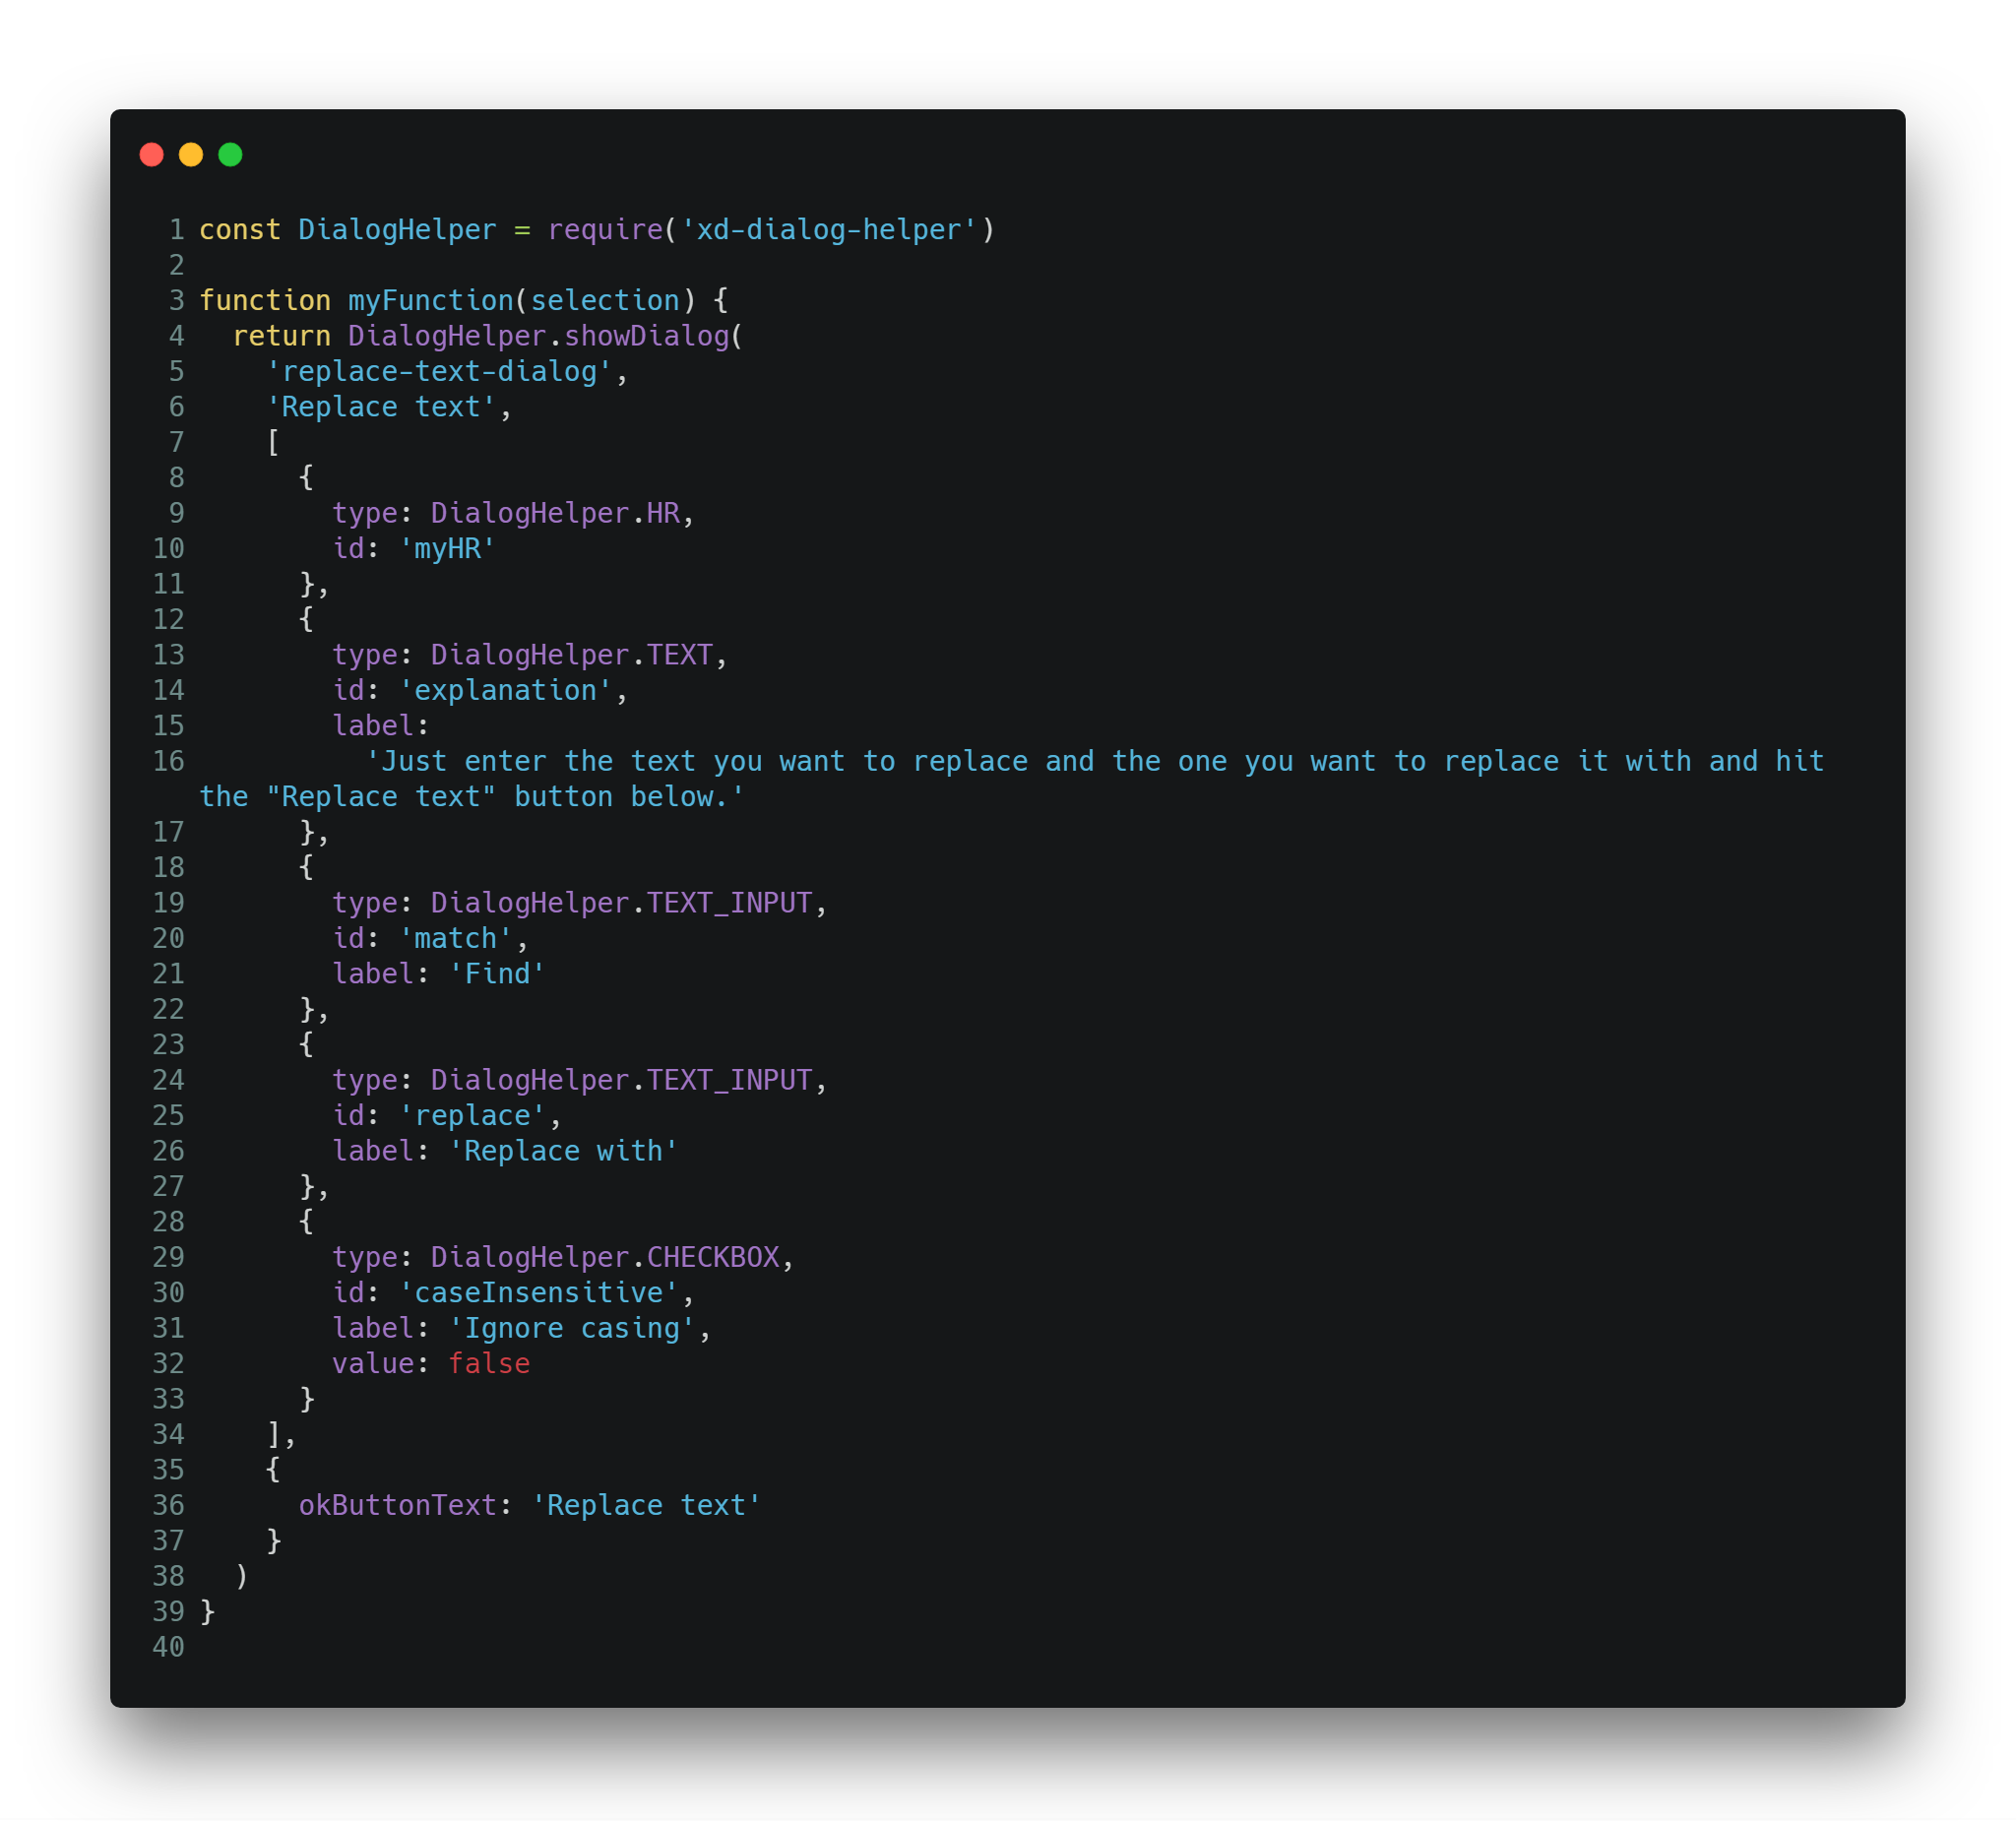 1 const DialogHelper = require('xd-dialog-helper')
2
3 function myFunction(selection) {
4   return DialogHelper.showDialog(
5     'replace-text-dialog',
6     'Replace text',
7     [
8       {
9         type: DialogHelper.HR,
10         id: 'myHR'
11       },
12       {
13         type: DialogHelper.TEXT,
14         id: 'explanation',
15         label:
16           'Just enter the text you want to replace and the one you want to replace it with and hit
the "Replace text" button below.'
17       },
18       {
19         type: DialogHelper.TEXT_INPUT,
20         id: 'match',
21         label: 'Find'
22       },
23       {
24         type: DialogHelper.TEXT_INPUT,
25         id: 'replace',
26         label: 'Replace with'
27       },
28       {
29         type: DialogHelper.CHECKBOX,
30         id: 'caseInsensitive',
31         label: 'Ignore casing',
32         value: false
33       }
34     ],
35     {
36       okButtonText: 'Replace text'
37     }
38   )
39 }
40